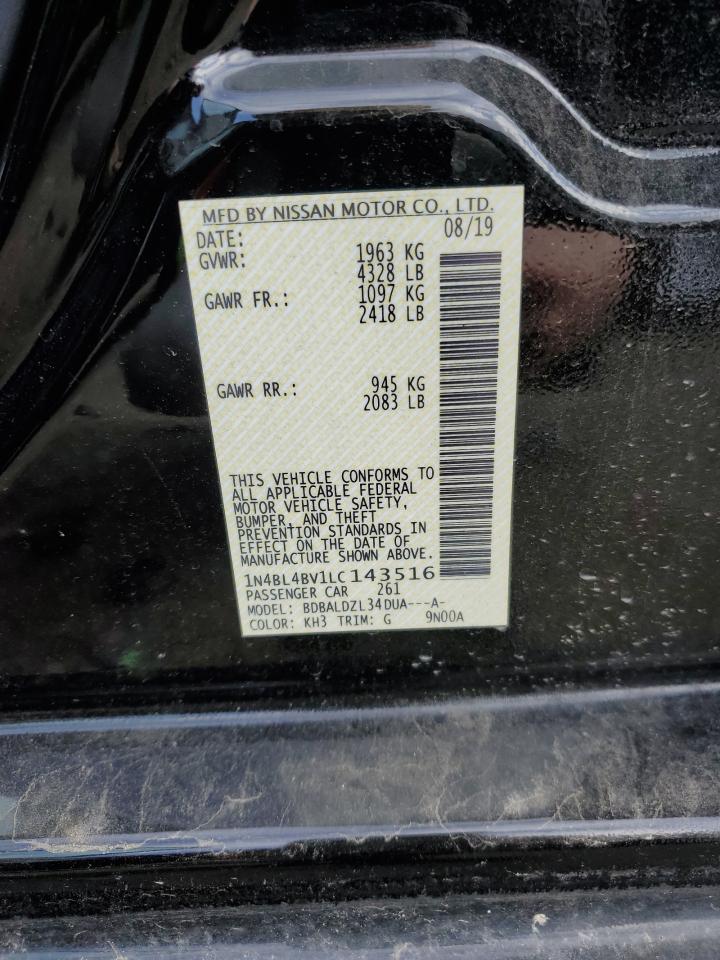 MFD BY NISSAN MOTOR CO., LTD.
DATE: 08/19
GVWR: 1963 KG
4328 LB
GAWR FR.: 1097 KG
2418 LB
GAWR RR.: 945 KG
2083 LB
THIS VEHICLE CONFORMS TO
ALL APPLICABLE FEDERAL
MOTOR VEHICLE SAFETY,
BUMPER, AND THEFT
PREVENTION STANDARDS IN
EFFECT ON THE DATE OF
MANUFACTURE SHOWN ABOVE.
1N4BL4BV1LC143516
PASSENGER CAR 261
MODEL: BDBALDZL34DUA---A-
COLOR: KH3 TRIM: G 9N00A